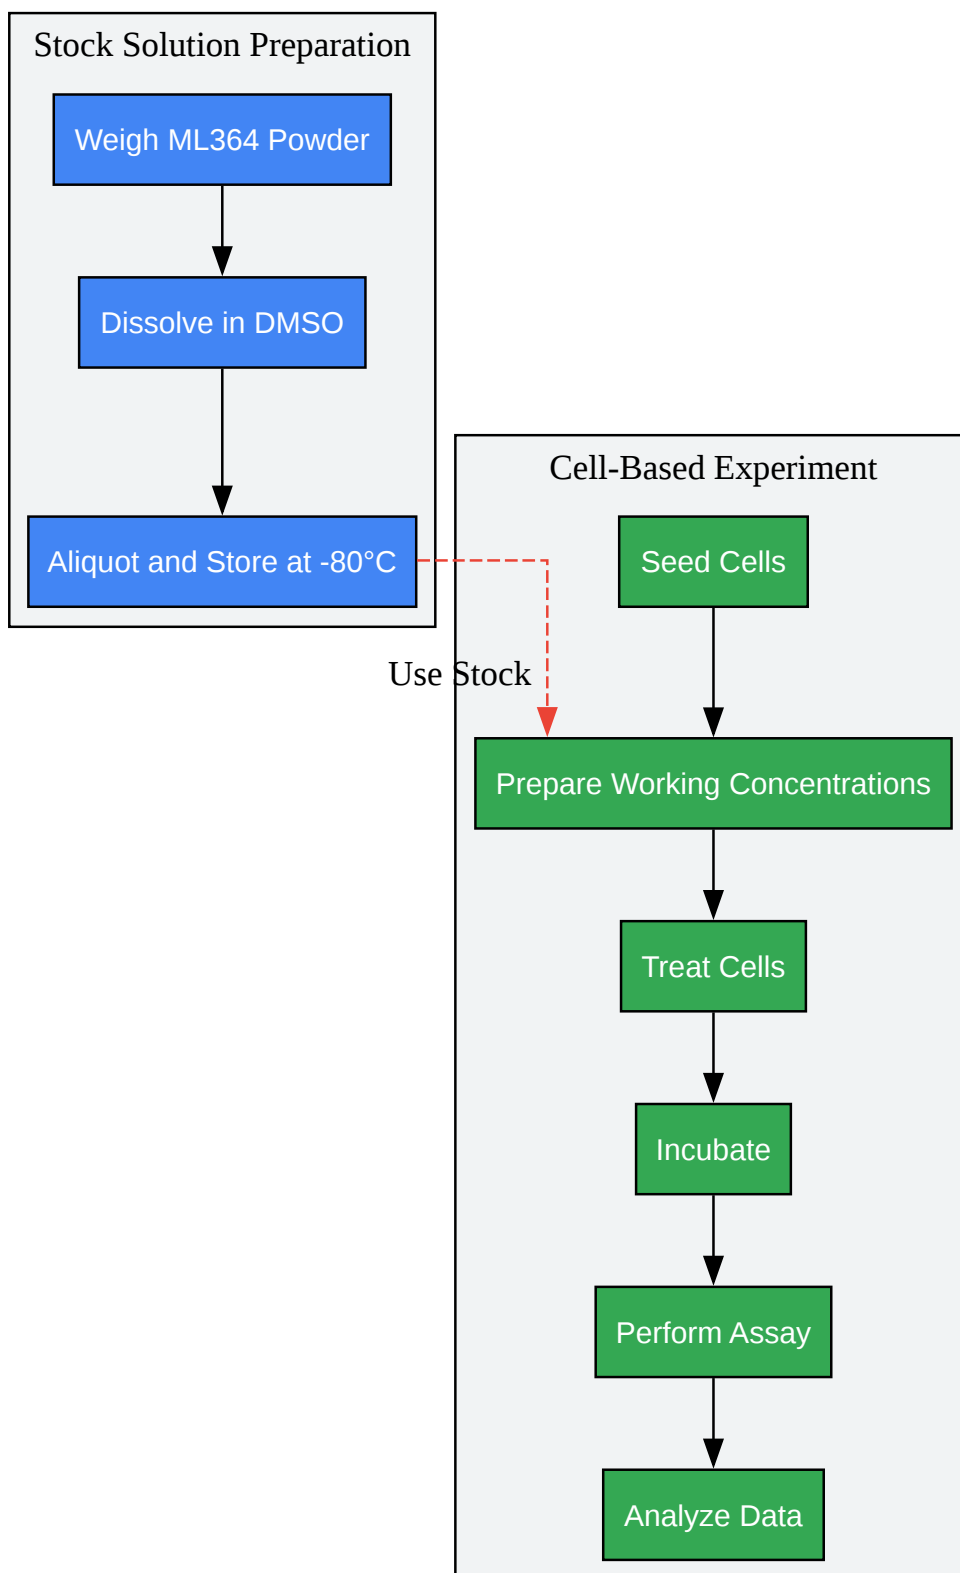 Stock Solution Preparation
Weigh ML364 Powder
Dissolve in DMSO
Aliquot and Store at -80°C
Use Stock
Cell-Based Experiment
Seed Cells
Prepare Working Concentrations
Treat Cells
Incubate
Perform Assay
Analyze Data